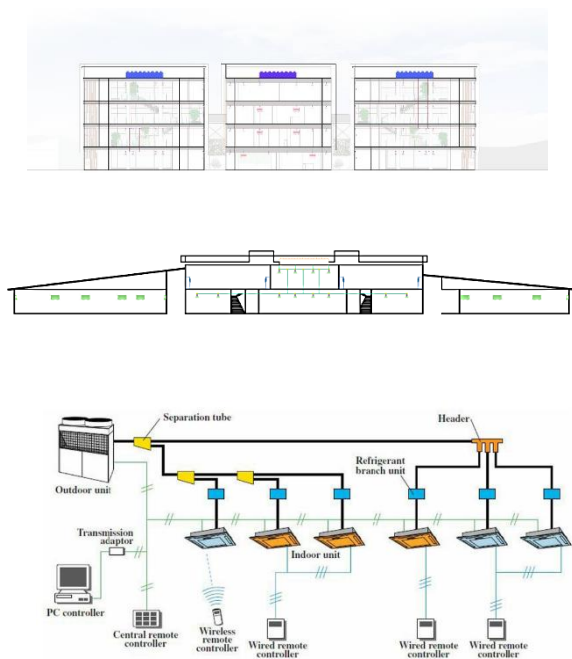 Separation tube
Header
Outdoor unit
Refrigerant
branch unit
Transmission
adaptor
Indoor unit
PC controller
Central remote
controller
Wireless
remote
controller
Wired remote
controller
Wired remote
controller
Wired remote
controller